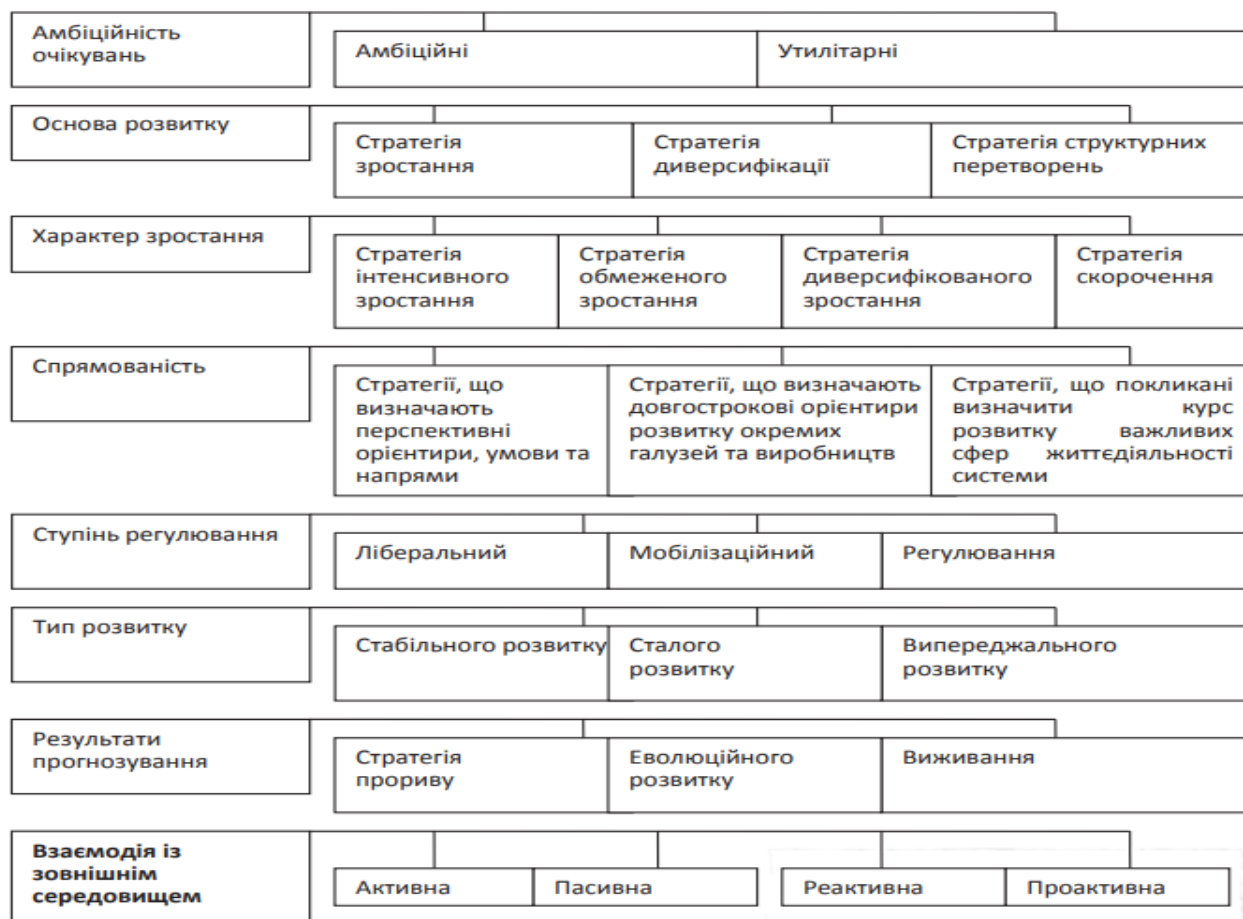 Амбіційність
очікувань
Амбіційні
Утилітарні
Основа розвитку
Стратегія
зростання
Стратегія
диверсифікації
Стратегія структурних
перетворень
Характер зростання
Стратегія
інтенсивного
зростання
Стратегія
обмеженого
зростання
Стратегія
диверсифікованого
зростання
Стратегія
скорочення
Спрямованість
Стратегії, що
визначають
перспективні
орієнтири, умови та
напрями
Стратегії, що визначають
довгострокові орієнтири
розвитку окремих
галузей та виробництв
Стратегії, що покликані
визначити курс
розвитку важливих
сфер життєдіяльності
системи
Ступінь регулювання
Ліберальний
Мобілізаційний
Регулювання
Тип розвитку
Стабільного розвитку
Сталого
розвитку
Випереджального
розвитку
Результати
прогнозування
Стратегія
прориву
Еволюційного
розвитку
Виживання
Взаємодія із
зовнішнім
середовищем
Активна
Пасивна
Реактивна
Проактивна